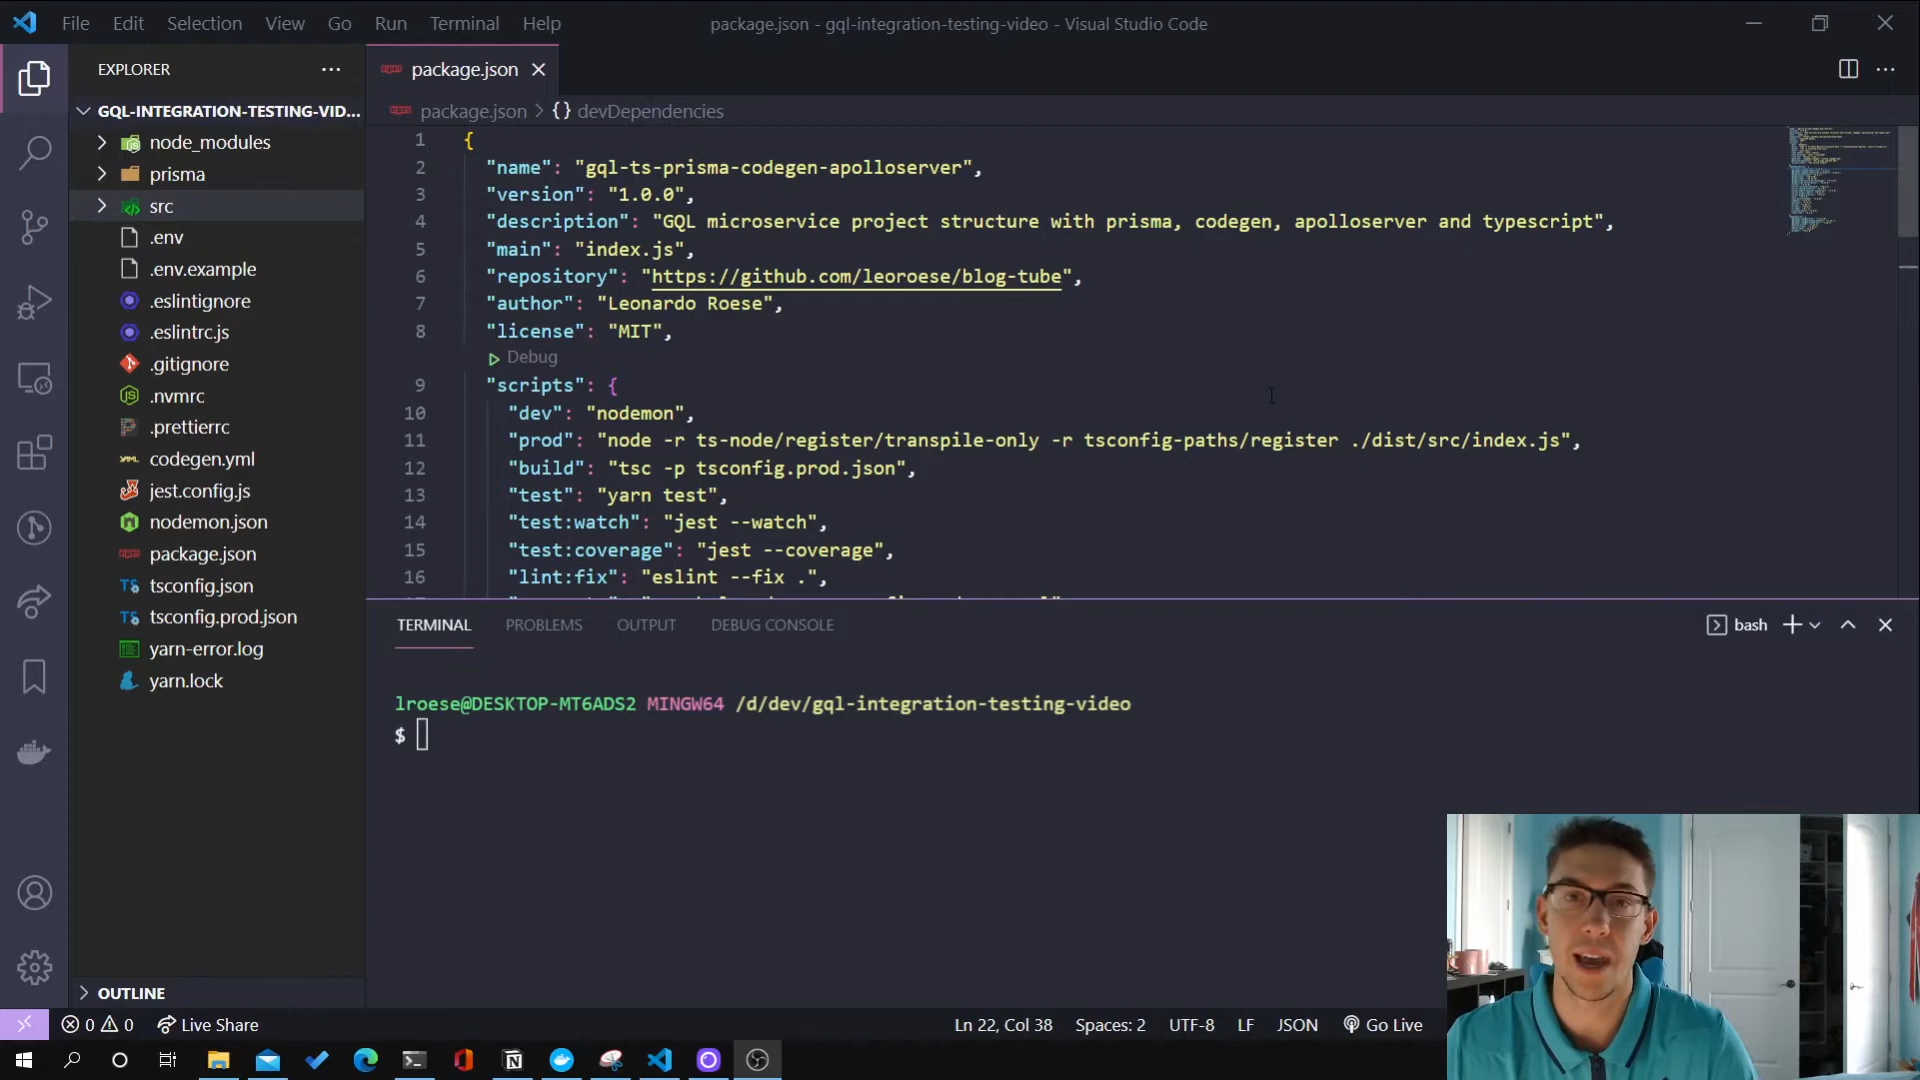 File Edit Selection View Go Run Terminal Help
package.json - gql-integration-testing-video - Visual Studio Code
EXPLORER
GQL-INTEGRATION-TESTING-VID...
node_modules
prisma
src
.env
.env.example
.eslintignore
.eslintrc.js
.gitignore
.nvmrc
.prettierrc
codegen.yml
jest.config.js
nodemon.json
package.json
tsconfig.json
tsconfig.prod.json
yarn-error.log
yarn.lock
OUTLINE
package.json
package.json > {} devDependencies
1 {
2 "name": "gql-ts-prisma-codegen-apolloserver",
3 "version": "1.0.0",
4 "description": "GQL microservice project structure with prisma, codegen, apolloserver and typescript",
5 "main": "index.js",
6 "repository": "https://github.com/leoroese/blog-tube",
7 "author": "Leonardo Roese",
8 "license": "MIT",
Debug
9 "scripts": {
10 "dev": "nodemon",
11 "prod": "node -r ts-node/register/transpile-only -r tsconfig-paths/register ./dist/src/index.js",
12 "build": "tsc -p tsconfig.prod.json",
13 "test": "yarn test",
14 "test:watch": "jest --watch",
15 "test:coverage": "jest --coverage",
16 "lint:fix": "eslint --fix .",
TERMINAL PROBLEMS OUTPUT DEBUG CONSOLE
bash
lroese@DESKTOP-MT6ADS2 MINGW64 /d/dev/gql-integration-testing-video
$
0 0 Live Share
Ln 22, Col 38 Spaces: 2 UTF-8 LF JSON Go Live